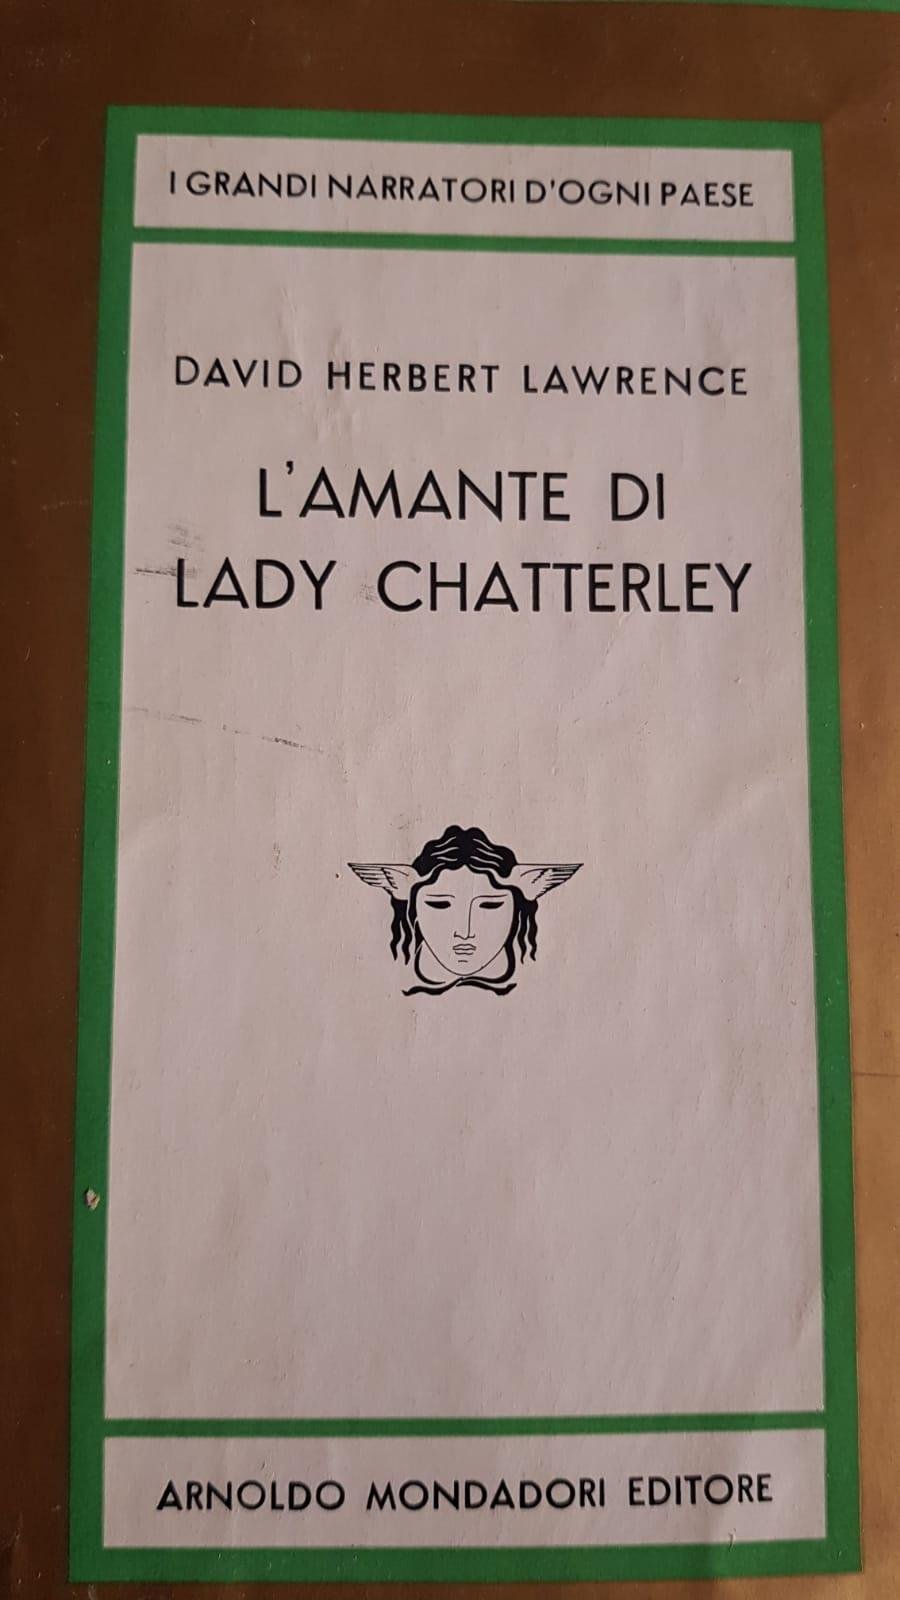 I GRANDI NARRATORI D'OGNI PAESE
DAVID HERBERT LAWRENCE
L'AMANTE DI
LADY CHATTERLEY
ARNOLDO MONDADORI EDITORE